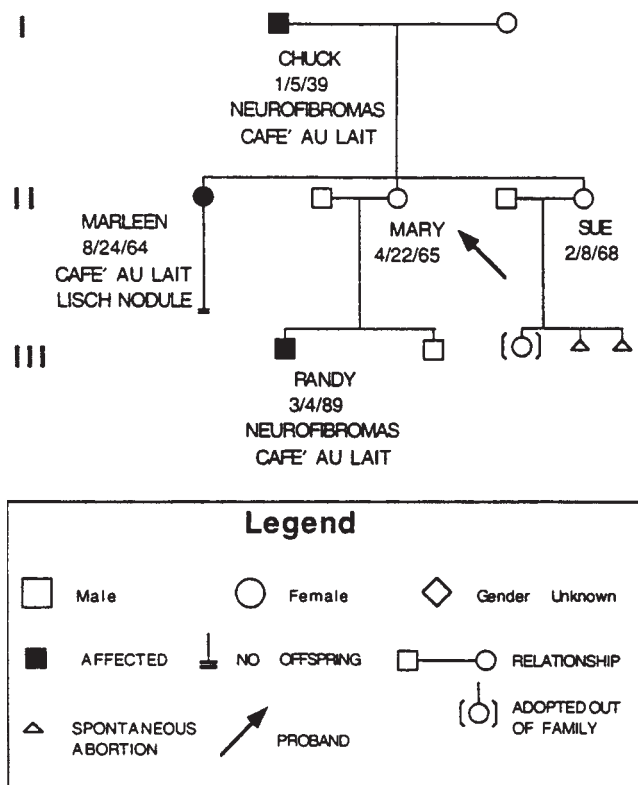 I
CHUCK
1/5/39
NEUROFIBROMAS
CAFE' AU LAIT
II
MARLEEN
8/24/64
CAFE' AU LAIT
LISCH NODULE
MARY
4/22/65
SUE
2/8/68
III
RANDY
3/4/89
NEUROFIBROMAS
CAFE' AU LAIT
Legend
Male
Female
Gender Unknown
AFFECTED
NO OFFSPRING
RELATIONSHIP
SPONTANEOUS
ABORTION
PROBAND
ADOPTED OUT
OF FAMILY